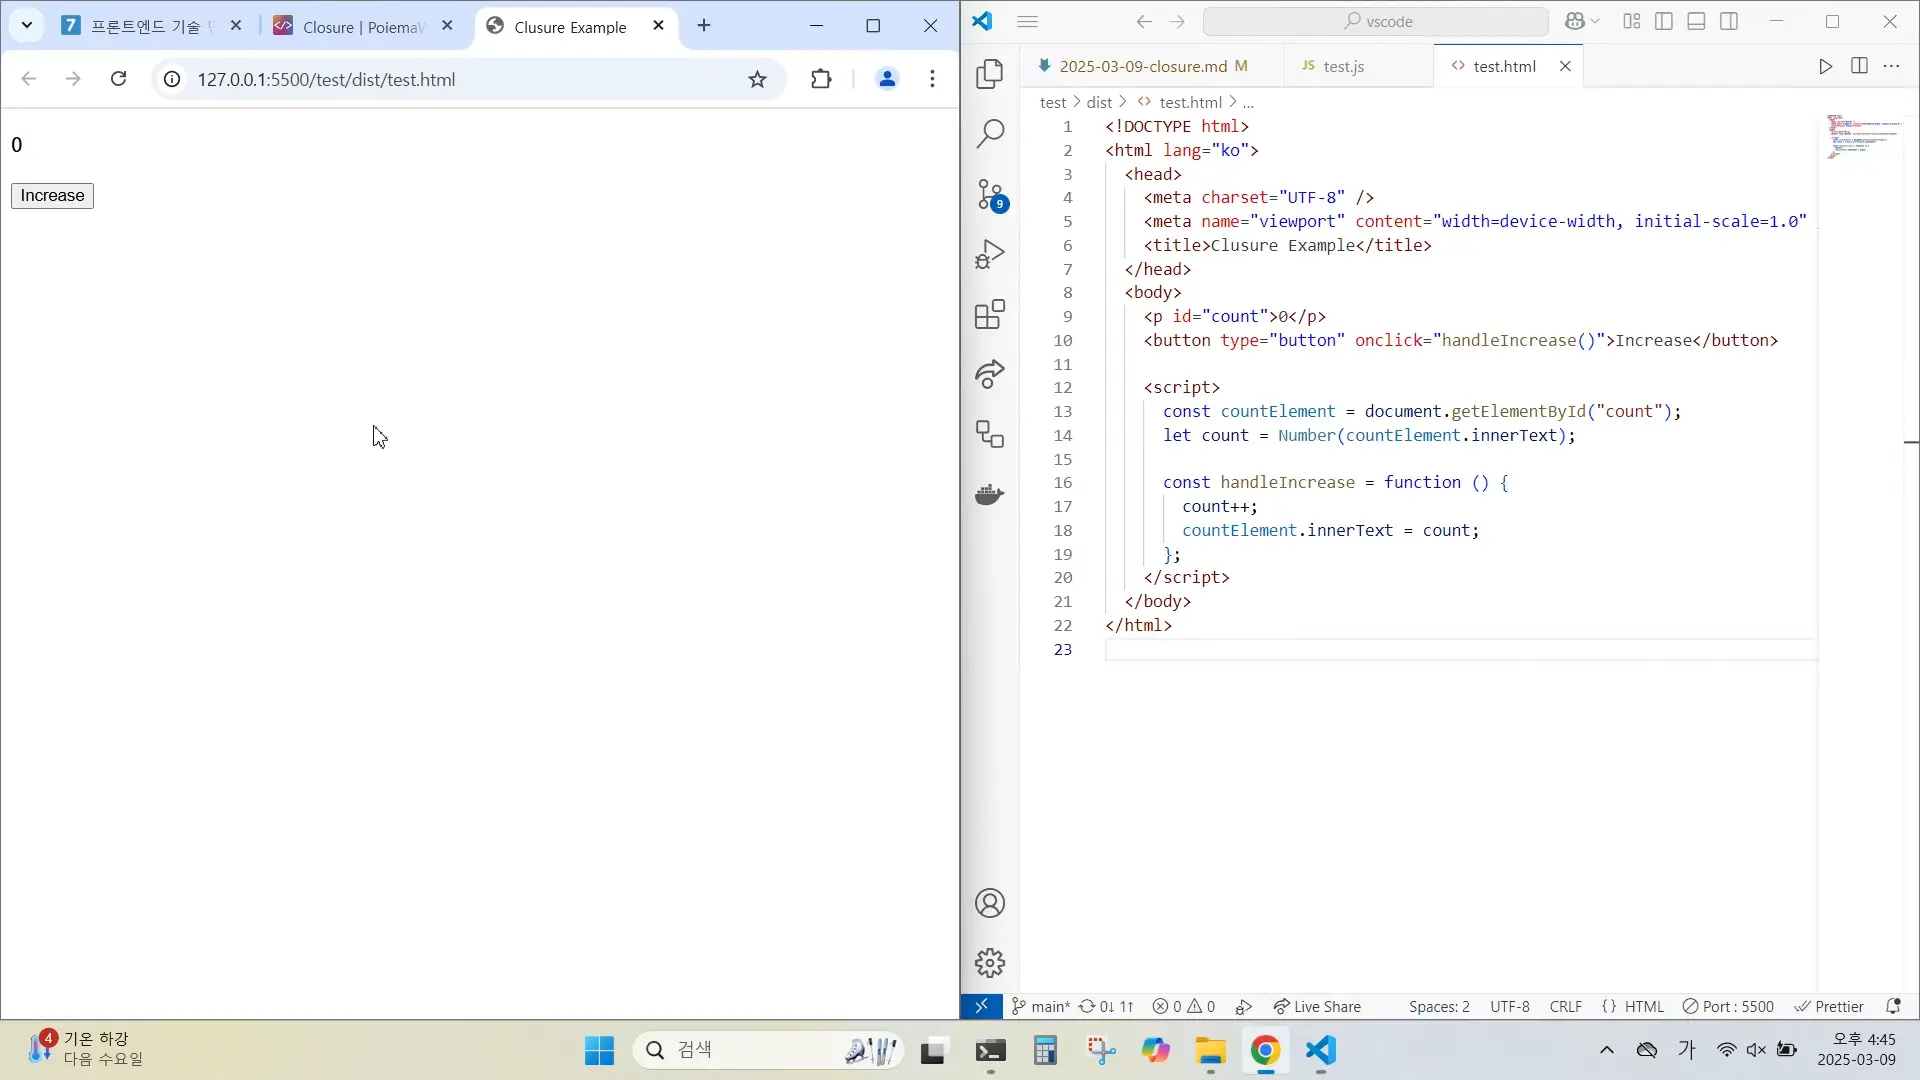 7 프론트엔드 기술
Closure | Poiema
Clusure Example
127.0.0.1:5500/test/dist/test.html
0
Increase
vscode
2025-03-09-closure.md M
JS test.js
test.html
test > dist > test.html > ...
9
1 <!DOCTYPE html>
2 <html lang="ko">
3 <head>
4 <meta charset="UTF-8" />
5 <meta name="viewport" content="width=device-width, initial-scale=1.0"
6 <title>Clusure Example</title>
7 </head>
8 <body>
9 <p id="count">0</p>
10 <button type="button" onclick="handleIncrease()">Increase</button>
11
12 <script>
13 const countElement = document.getElementById("count");
14 let count = Number(countElement.innerText);
15
16 const handleIncrease = function () {
17 count++;
18 countElement.innerText = count;
19 };
20 </script>
21 </body>
22 </html>
23
main* 0↓ 1↑ 0 0 Live Share Spaces: 2 UTF-8 CRLF {} HTML Port : 5500 Prettier
4 기온 하강
다음 수요일
검색
가
오후 4:45
2025-03-09